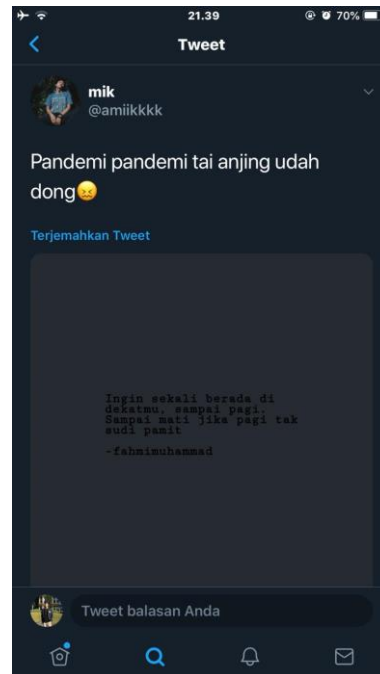 21.39
70%
Tweet
mik
@amiikkkk
Pandemi pandemi tai anjing udah
dong😖
Terjemahkan Tweet
Ingin sekali berada di
dekatmu, sampai pagi.
Sampai mati jika pagi tak
sudi pamit
-fahmimuhammad
Tweet balasan Anda